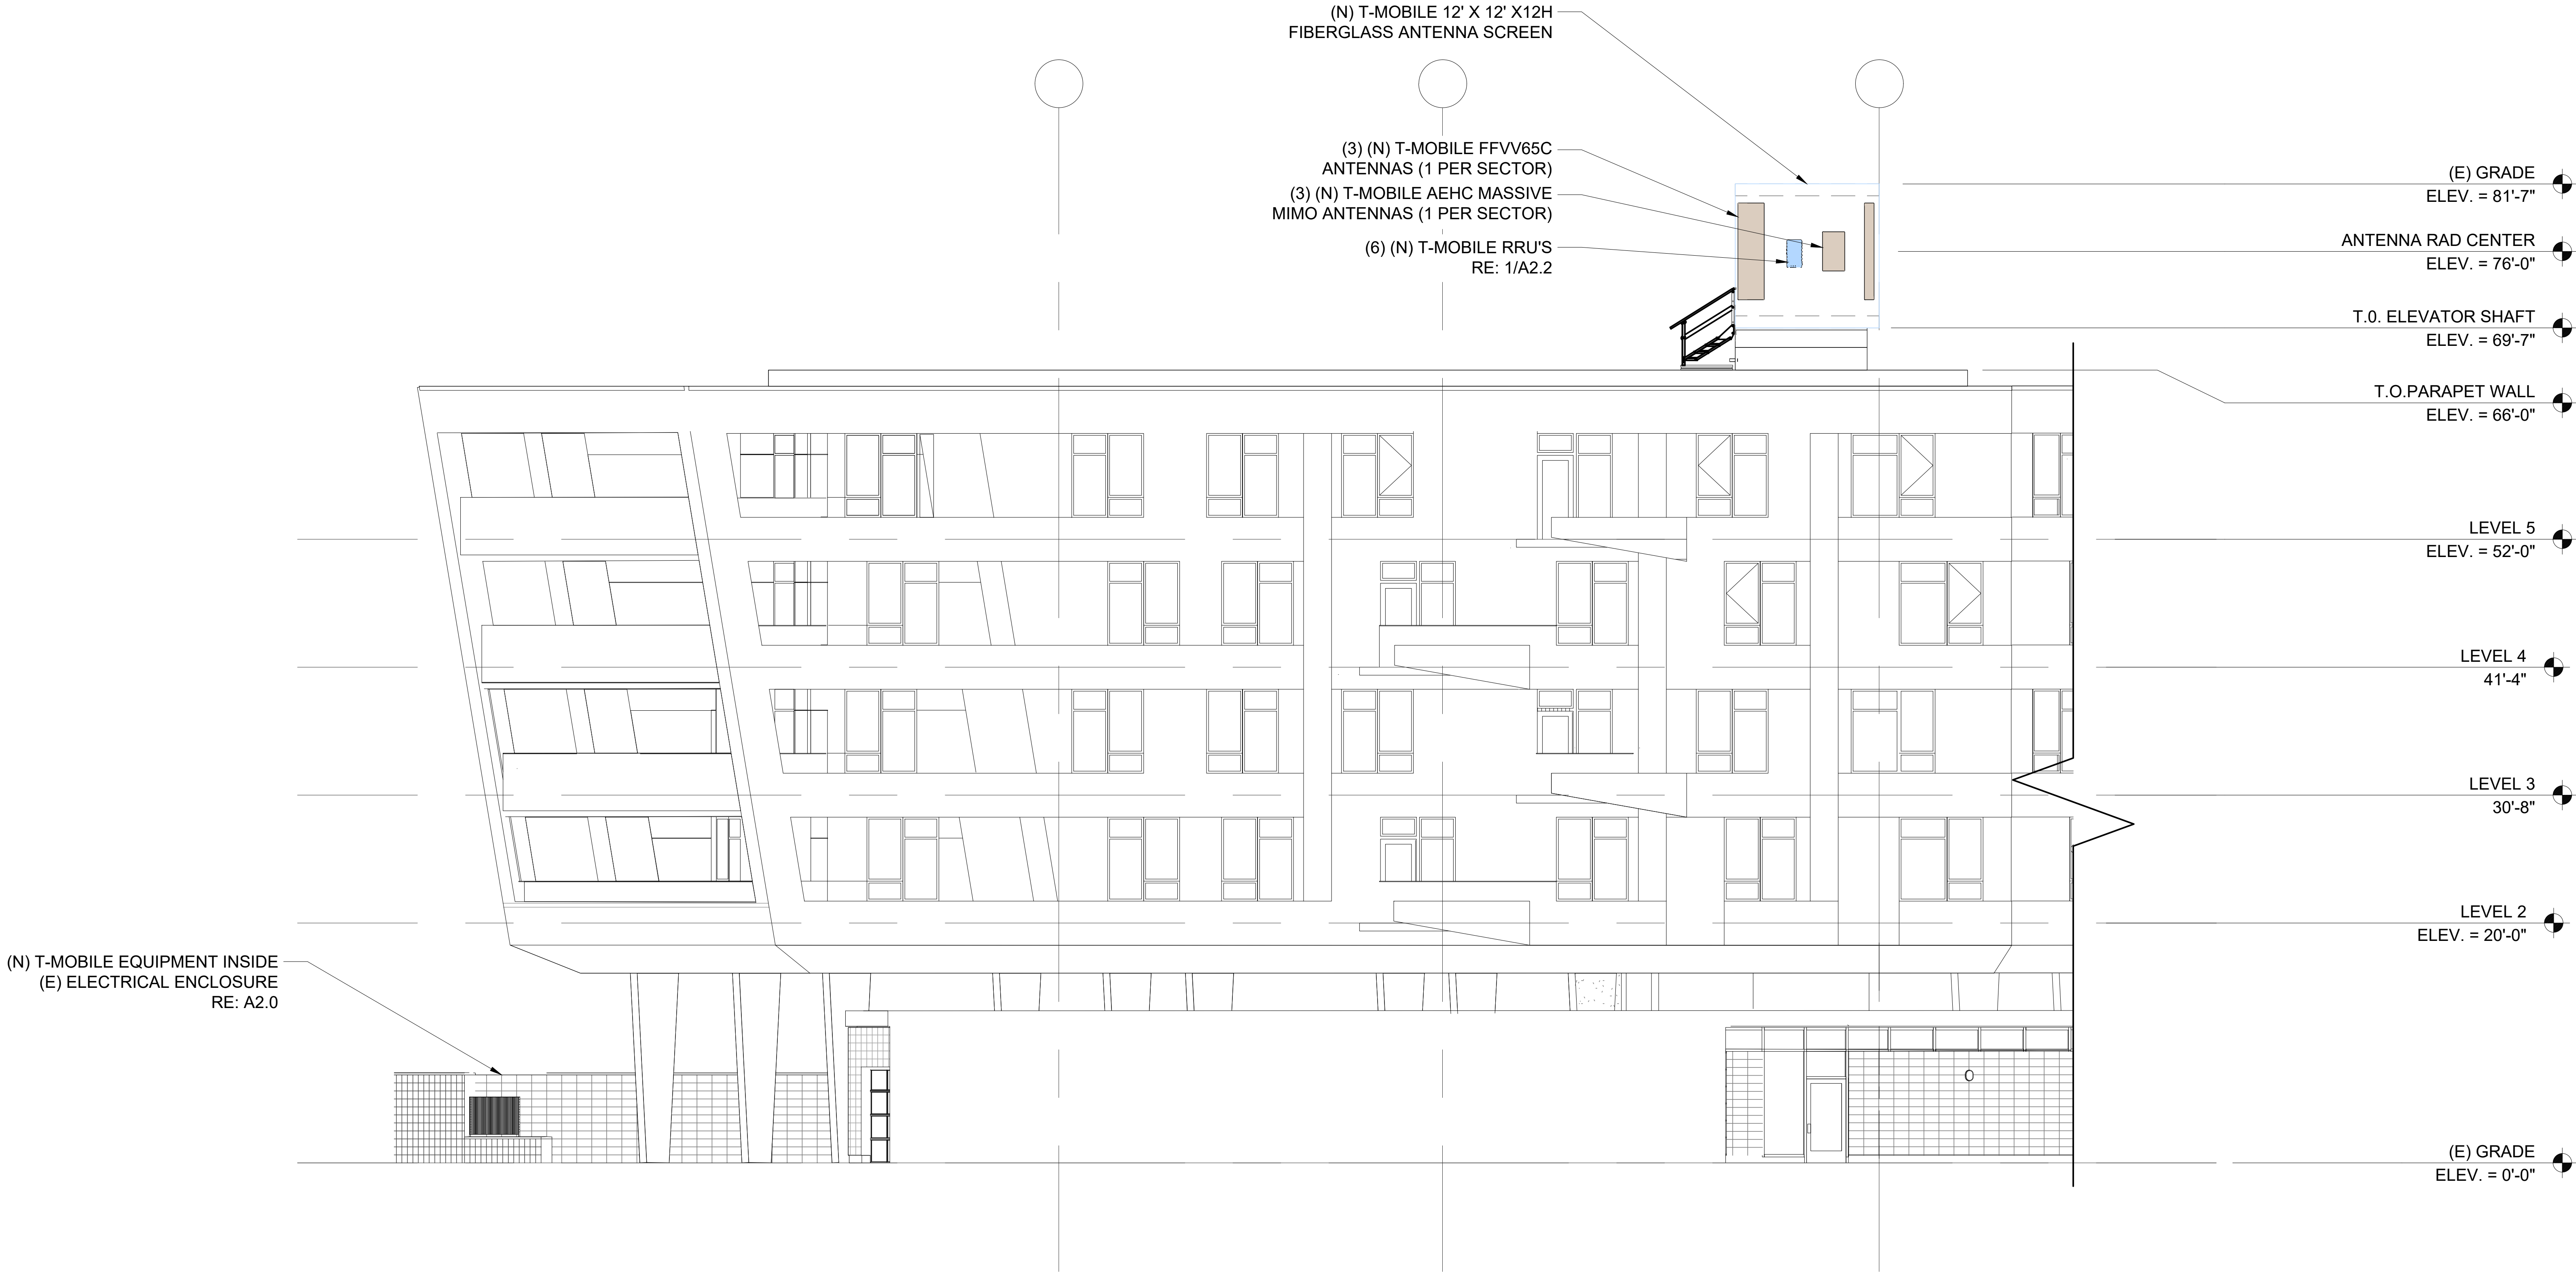 (N) T-MOBILE 12' X 12' X12H
FIBERGLASS ANTENNA SCREEN
(3) (N) T-MOBILE FFVV65C
ANTENNAS (1 PER SECTOR)
(3) (N) T-MOBILE AEHC MASSIVE
MIMO ANTENNAS (1 PER SECTOR)
(6) (N) T-MOBILE RRU'S
RE: 1/A2.2
(E) GRADE
ELEV. = 81'-7"
ANTENNA RAD CENTER
ELEV. = 76'-0"
T.0. ELEVATOR SHAFT
ELEV. = 69'-7"
T.O.PARAPET WALL
ELEV. = 66'-0"
LEVEL 5
ELEV. = 52'-0"
LEVEL 4
41'-4"
LEVEL 3
30'-8"
LEVEL 2
ELEV. = 20'-0"
(N) T-MOBILE EQUIPMENT INSIDE
(E) ELECTRICAL ENCLOSURE
RE: A2.0
(E) GRADE
ELEV. = 0'-0"